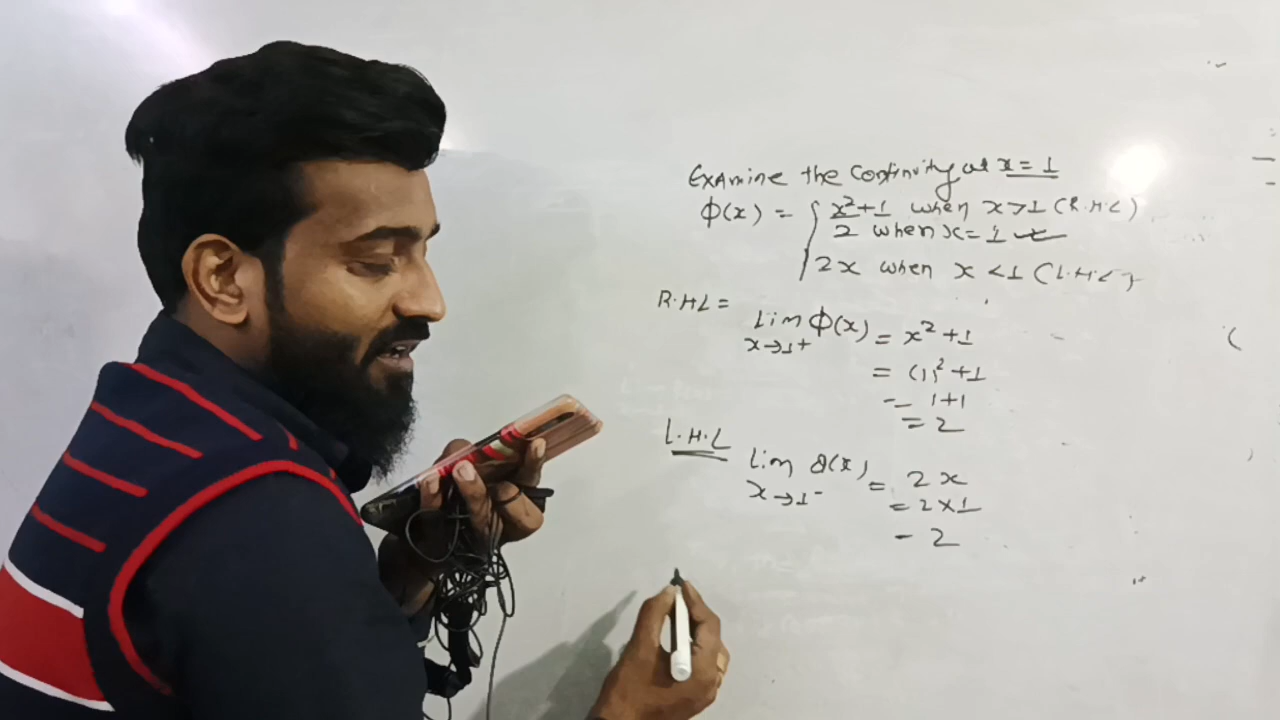 Examine the continuity at x = 1
ϕ(x) = { x²+1 when x>1 (R.H.L)
2 when x = 1
2x when x <1 (L.H.L)
R.H.L =
lim ϕ(x) = x² +1
x→1⁺
= (1)² +1
= 1+1
= 2
L.H.L
lim ϕ(x) = 2x
x→1⁻
= 2×1
= 2